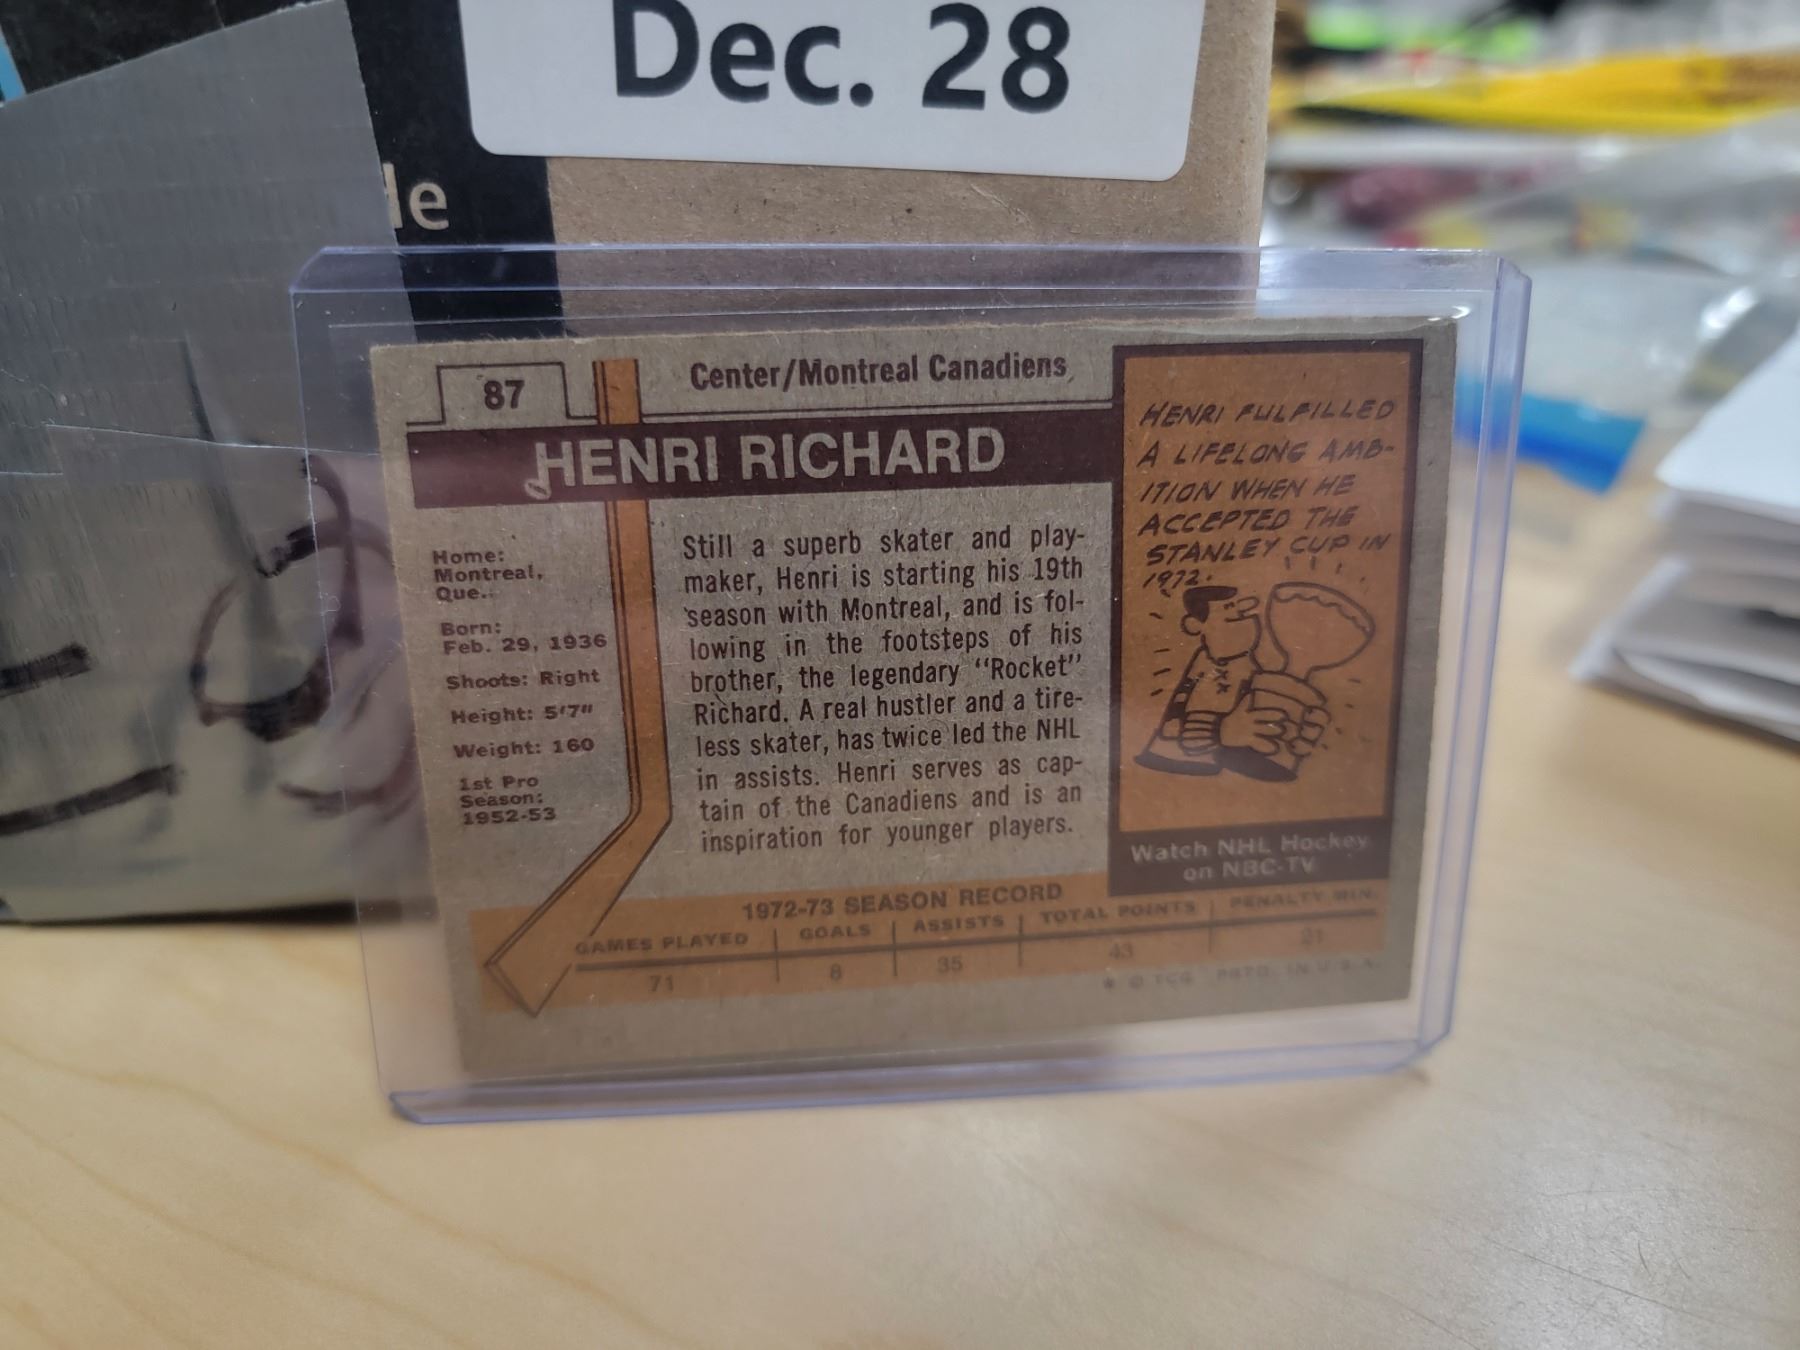 Dec. 28
le
87
Center/Montreal Canadiens
HENRI RICHARD
Home:
Montreal,
Que.
Born:
Feb. 29, 1936
Shoots: Right
Height: 5'7"
Weight: 160
1st Pro
Season:
1952-53
Still a superb skater and play-
maker, Henri is starting his 19th
season with Montreal, and is fol-
lowing in the footsteps of his
brother, the legendary "Rocket"
Richard. A real hustler and a tire-
less skater, has twice led the NHL
in assists. Henri serves as cap-
tain of the Canadiens and is an
inspiration for younger players.
HENRI FULFILLED
A LIFELONG AMB-
ITION WHEN HE
ACCEPTED THE
STANLEY CUP IN
1972.
Watch NHL Hockey
on NBC-TV
1972-73 SEASON RECORD
GAMES PLAYED GOALS ASSISTS TOTAL POINTS PENALTY MIN.
71 8 35 43 21
* © TCG PRTD. IN U.S.A.